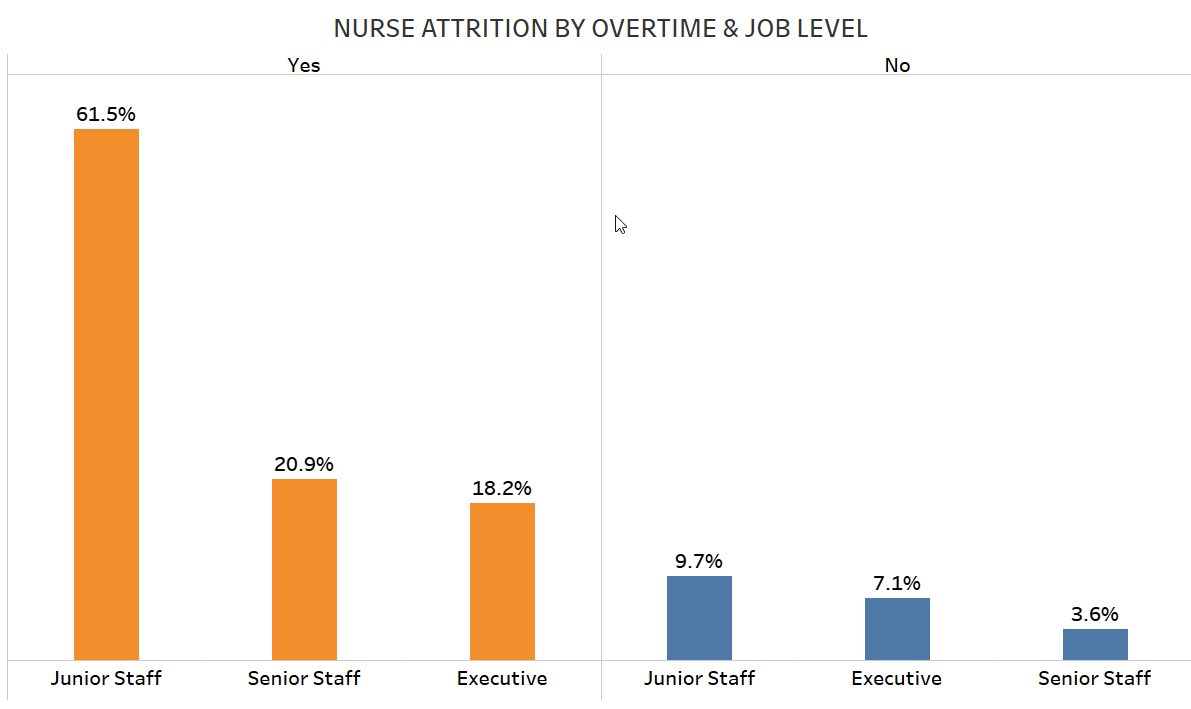 NURSE ATTRITION BY OVERTIME & JOB LEVEL
Yes
No
61.5%
20.9%
18.2%
9.7%
7.1%
3.6%
Junior Staff
Senior Staff
Executive
Junior Staff
Executive
Senior Staff